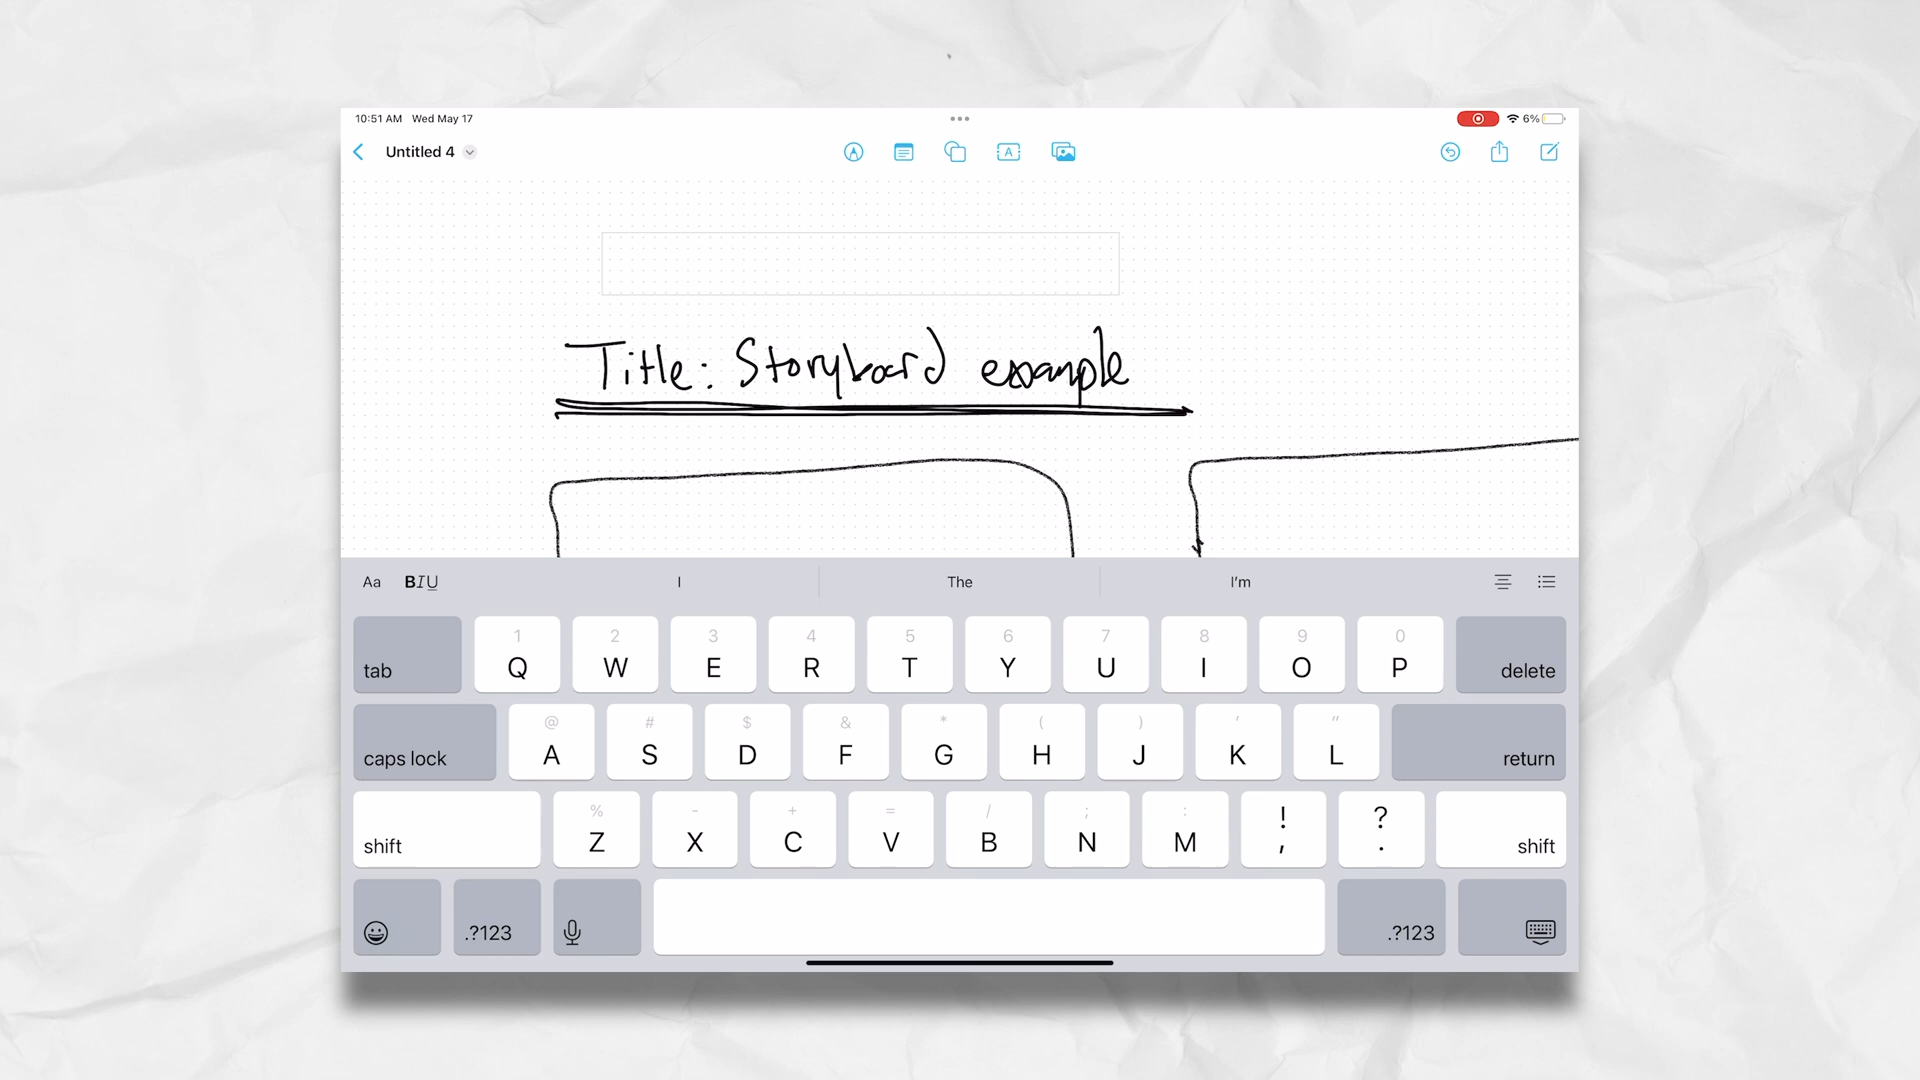 10:51 AM Wed May 17
6%
Untitled 4
A
Title: Storyboard example
Aa BIU I The I'm
1 2 3 4 5 6 7 8 9 0
tab Q W E R T Y U I O P delete
@ # $ & * ( ) ' "
caps lock A S D F G H J K L return
% - + = / ; : ! ?
shift Z X C V B N M , . shift
.?123 .?123